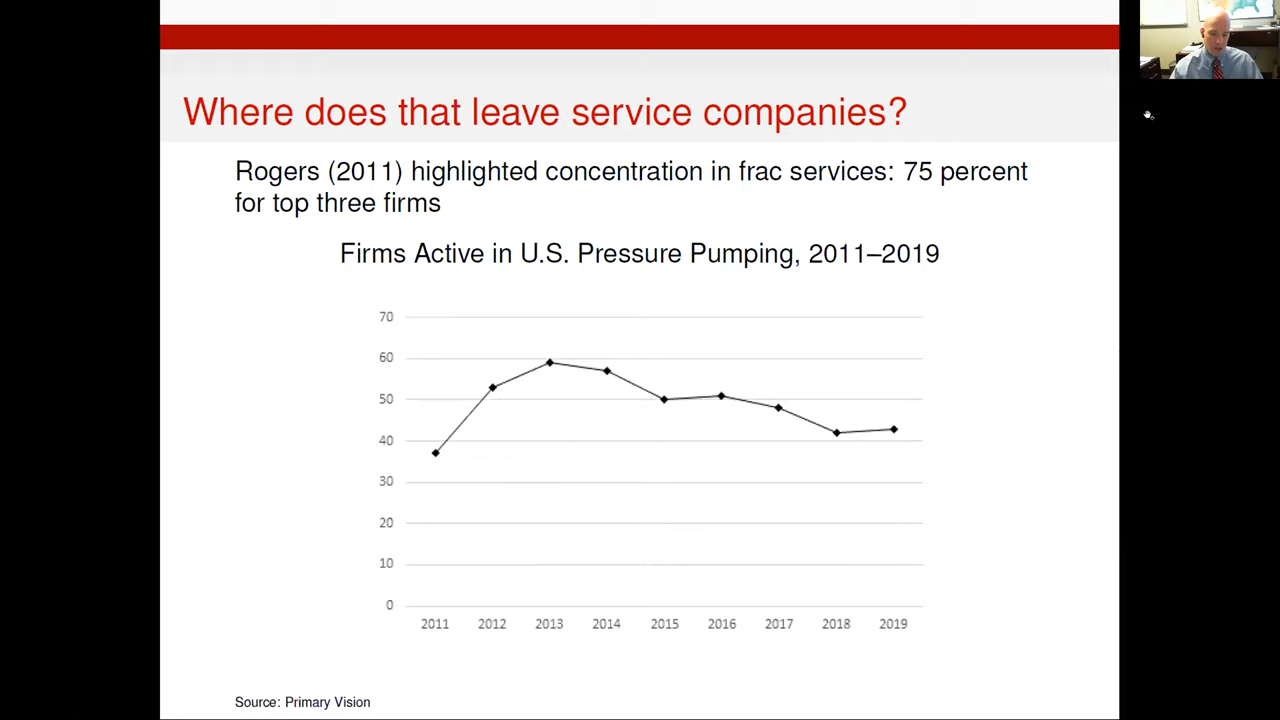 Where does that leave service companies?
Rogers (2011) highlighted concentration in frac services: 75 percent
for top three firms
Firms Active in U.S. Pressure Pumping, 2011–2019
70
60
50
40
30
20
10
0
2011 2012 2013 2014 2015 2016 2017 2018 2019
Source: Primary Vision